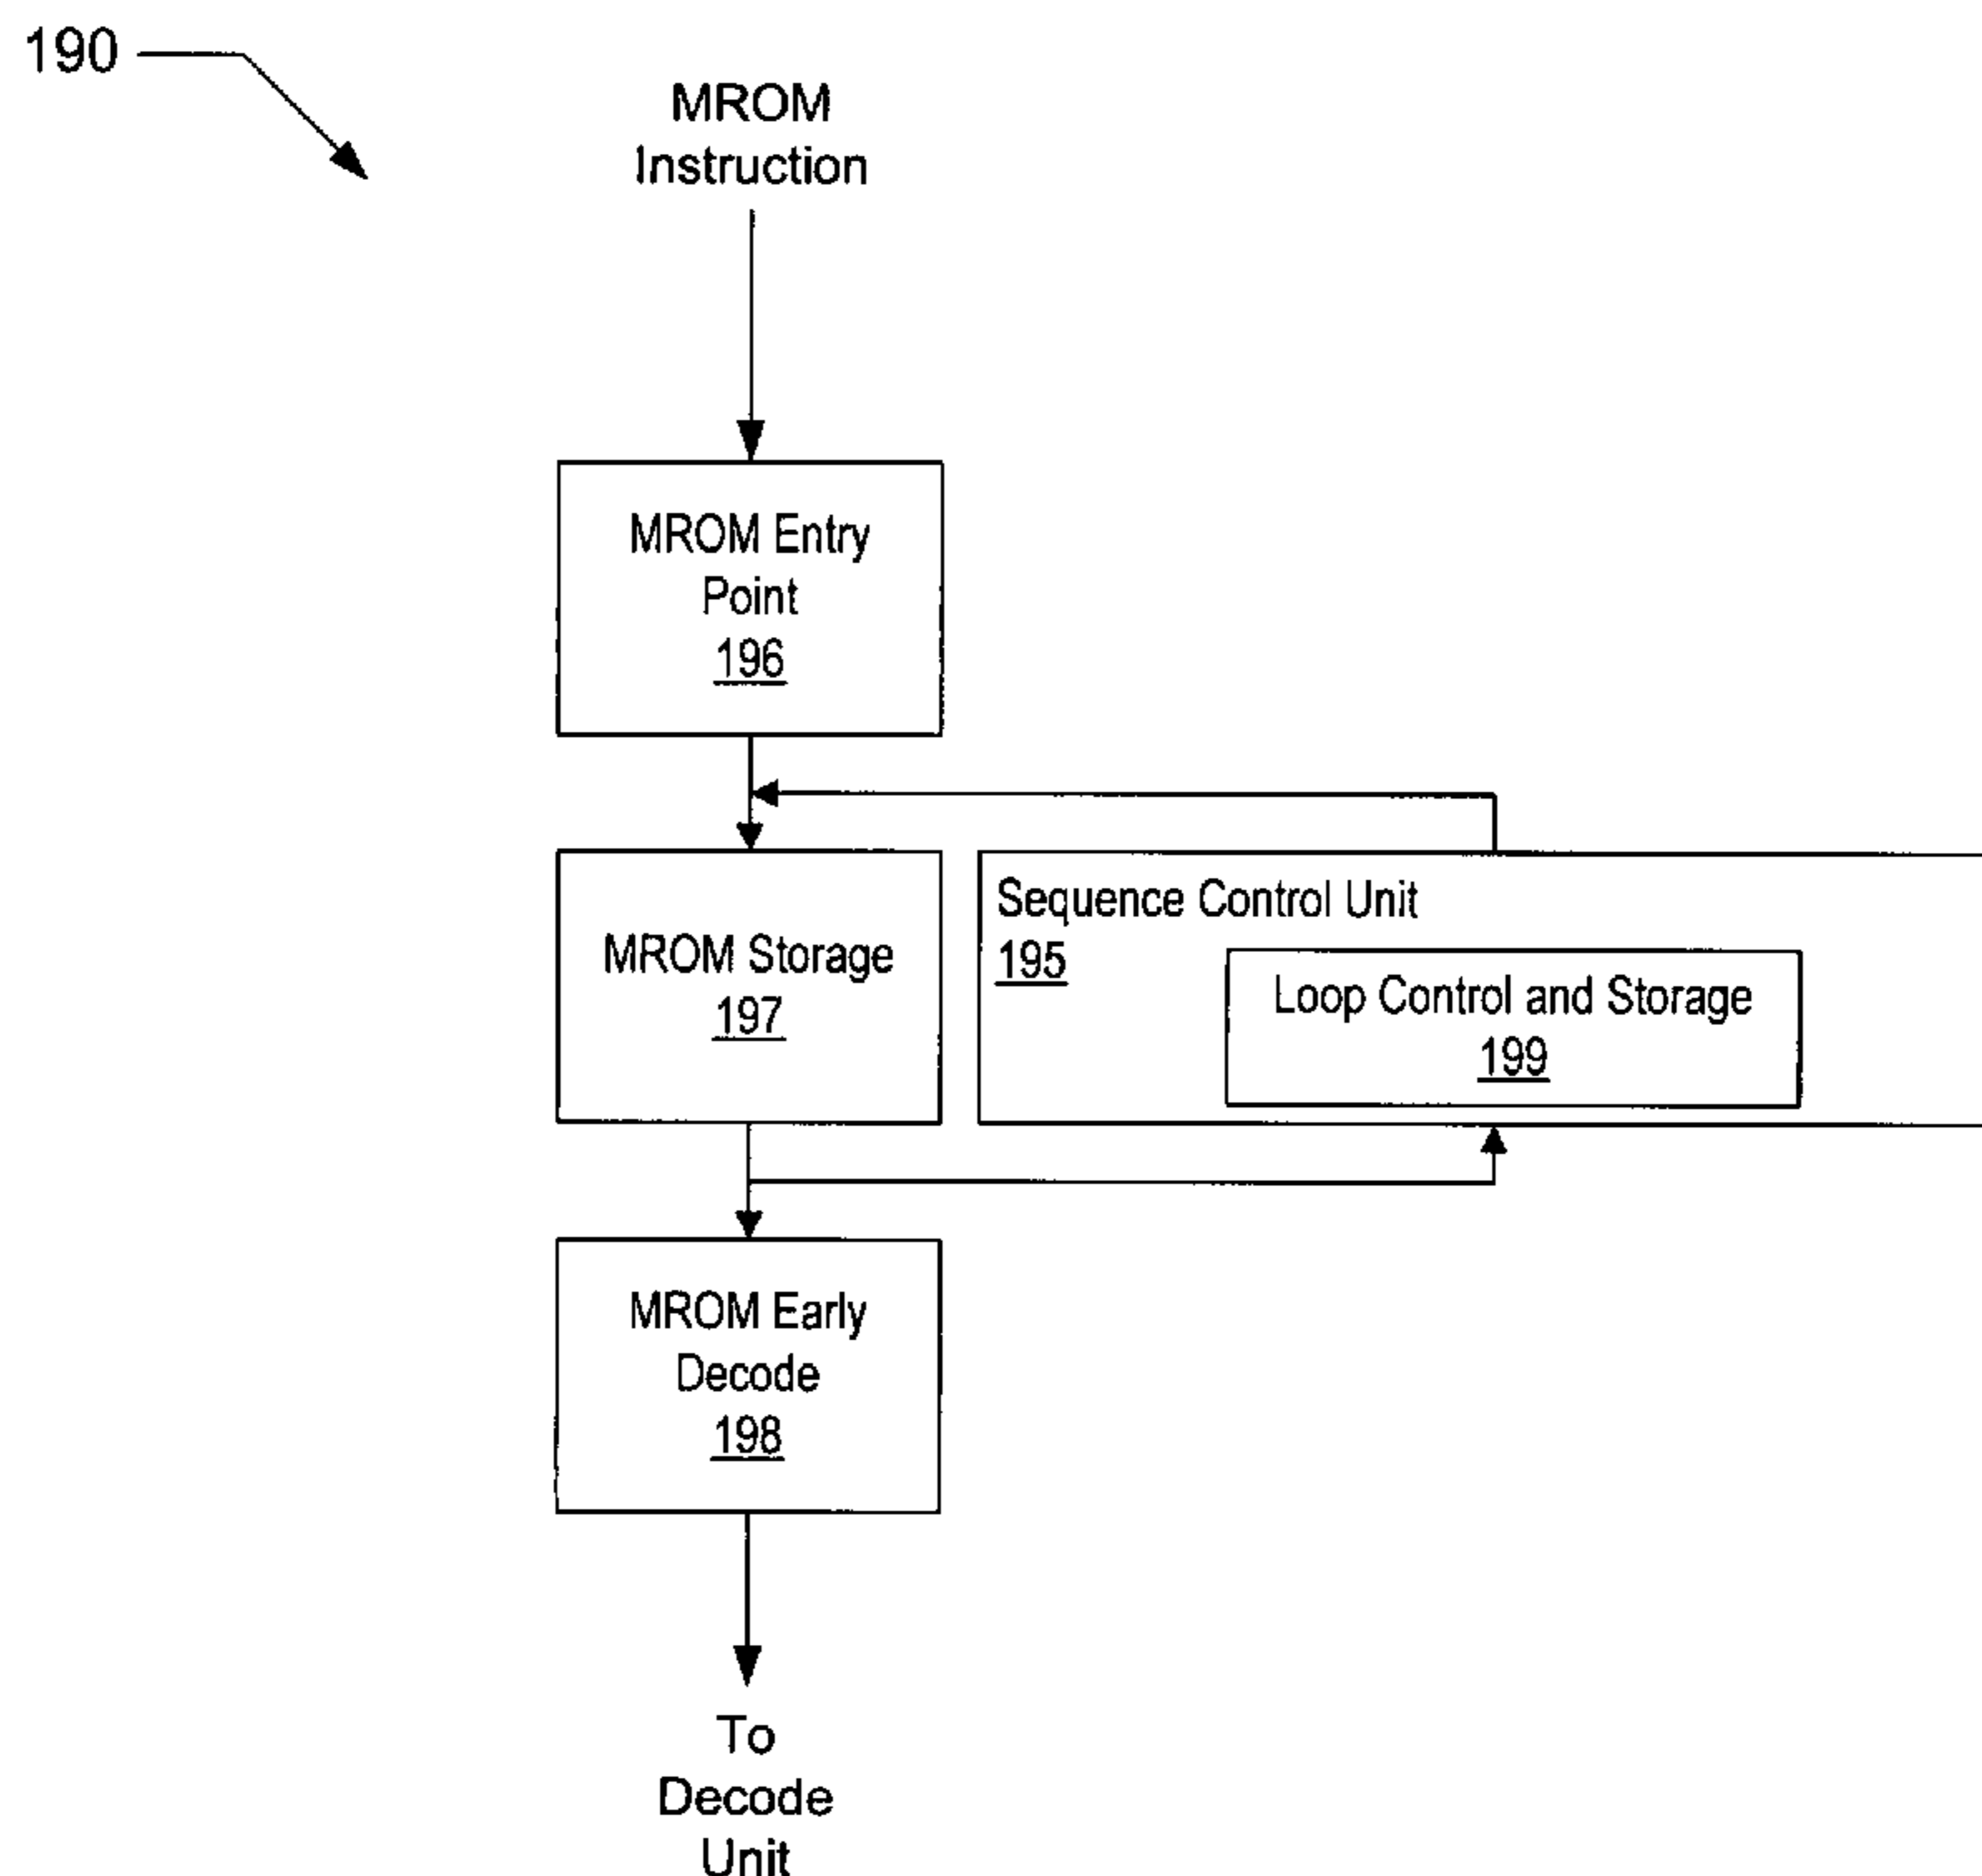 190
MROM
Instruction
MROM Entry
Point
196
MROM Storage
197
Sequence Control Unit
195
Loop Control and Storage
199
MROM Early
Decode
198
To
Decode
Unit